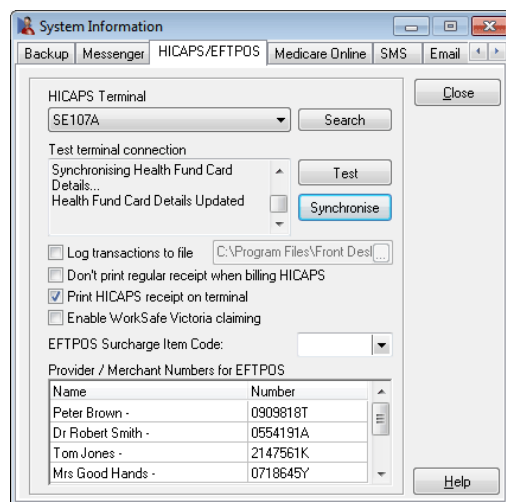 System Information
Backup Messenger HICAPS/EFTPOS Medicare Online SMS Email
HICAPS Terminal
Close
SE107A Search
Test terminal connection
Synchronising Health Fund Card
Details...
Health Fund Card Details Updated
Test
Synchronise
Log transactions to file C:\Program Files\Front Desl ...
Don't print regular receipt when billing HICAPS
Print HICAPS receipt on terminal
Enable WorkSafe Victoria claiming
EFTPOS Surcharge Item Code:
Provider / Merchant Numbers for EFTPOS
Name Number
Peter Brown - 0909818T
Dr Robert Smith - 0554191A
Tom Jones - 2147561K
Mrs Good Hands - 0718645Y
Help